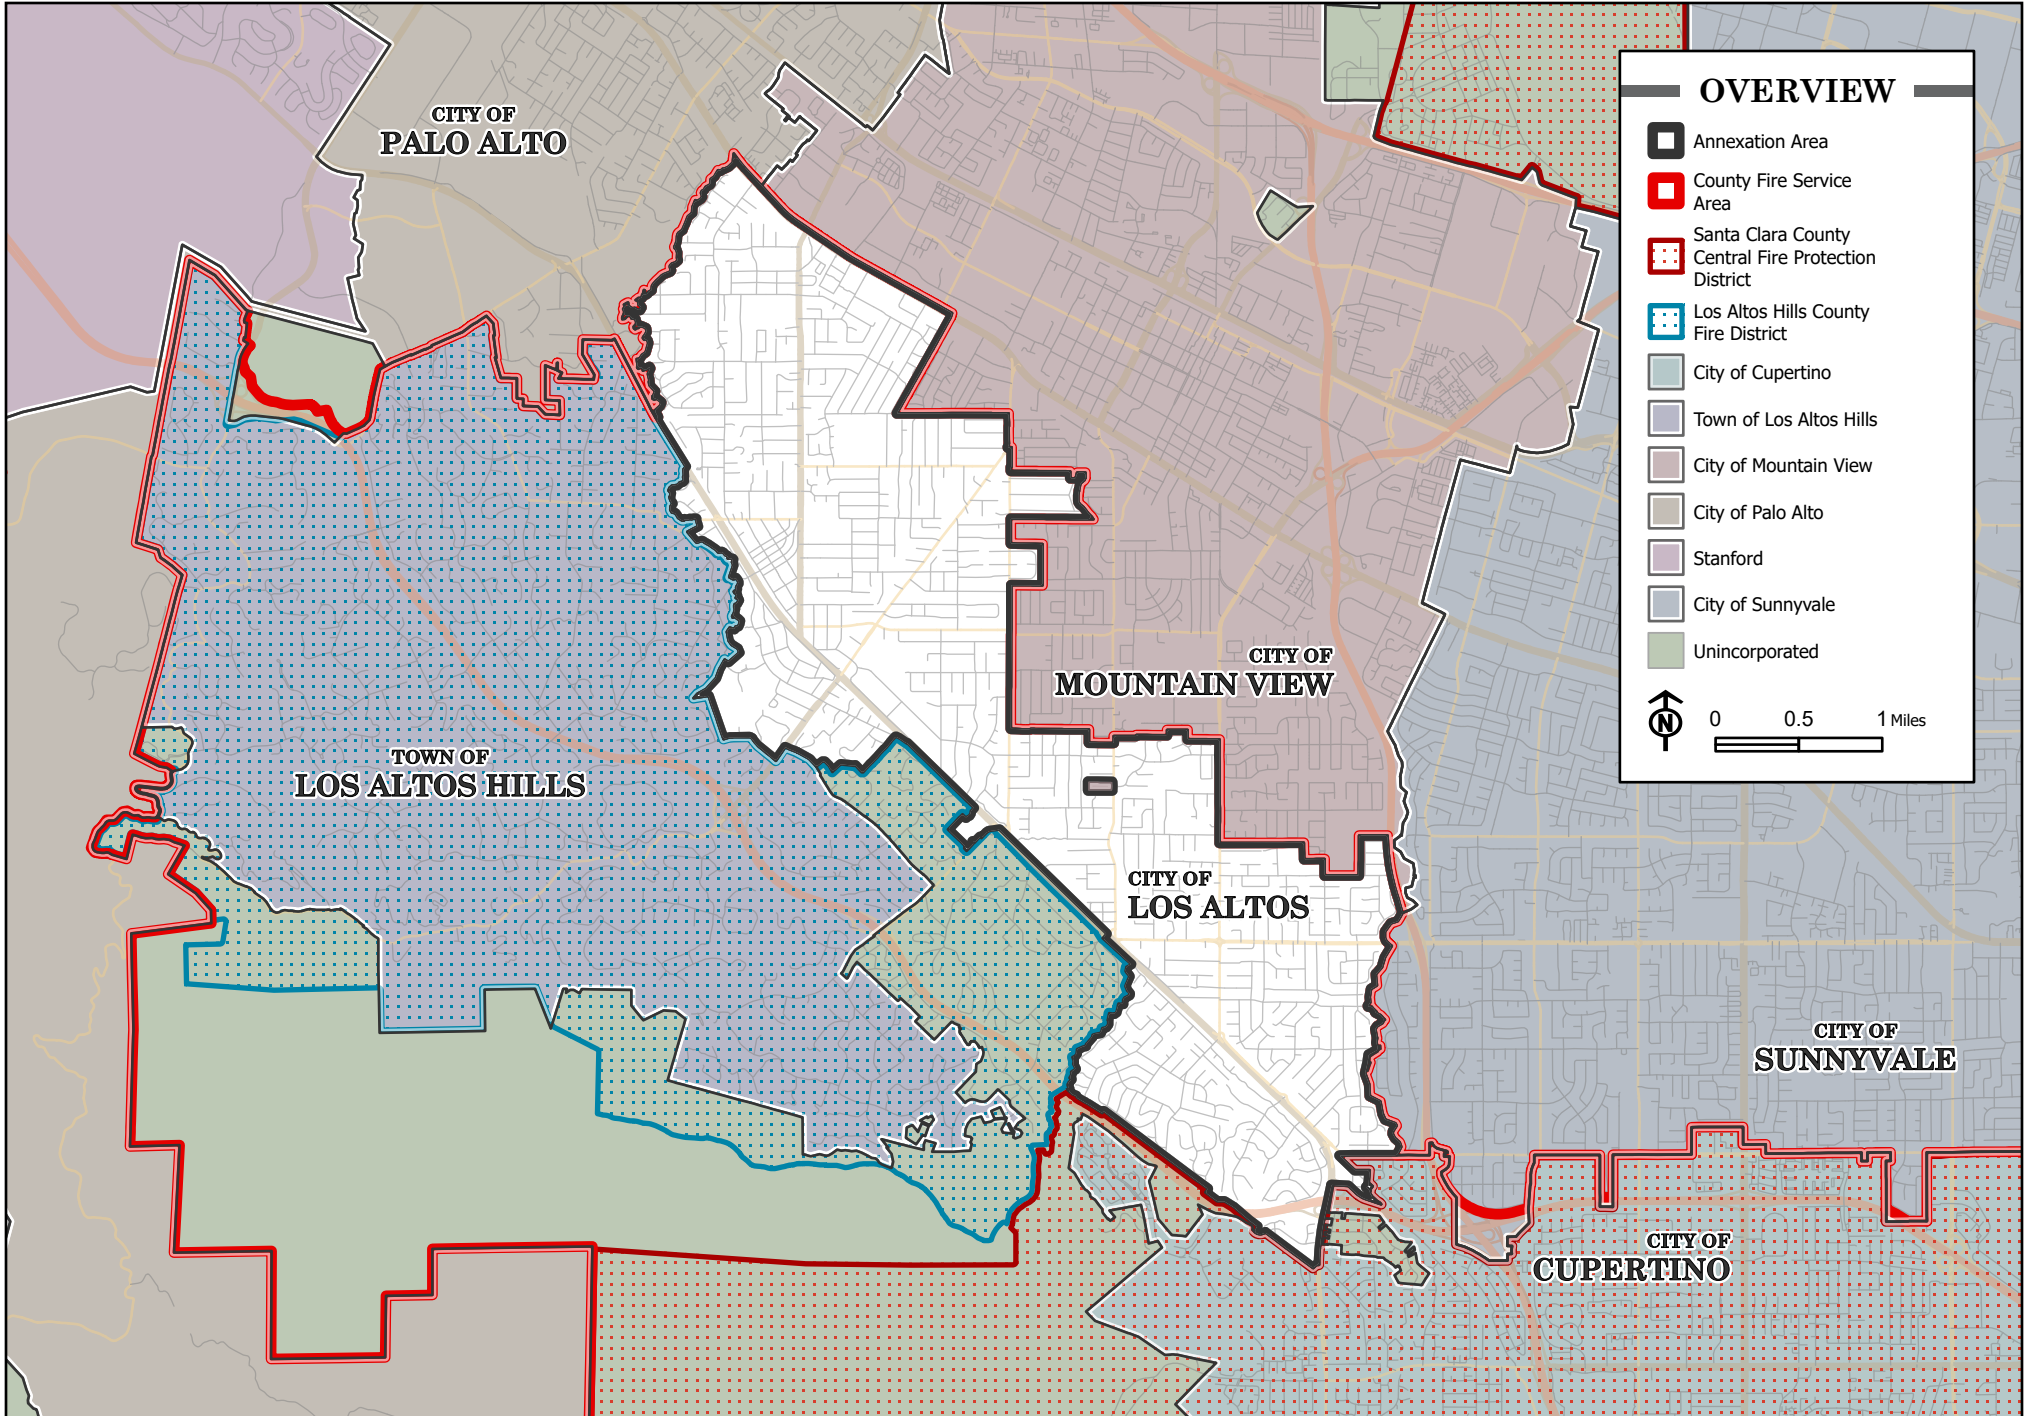 CITY OF
PALO ALTO
CITY OF
MOUNTAIN VIEW
TOWN OF
LOS ALTOS HILLS
CITY OF
LOS ALTOS
CITY OF
SUNNYVALE
CITY OF
CUPERTINO
OVERVIEW
Annexation Area
County Fire Service
Area
Santa Clara County
Central Fire Protection
District
Los Altos Hills County
Fire District
City of Cupertino
Town of Los Altos Hills
City of Mountain View
City of Palo Alto
Stanford
City of Sunnyvale
Unincorporated
N
0 0.5 1 Miles